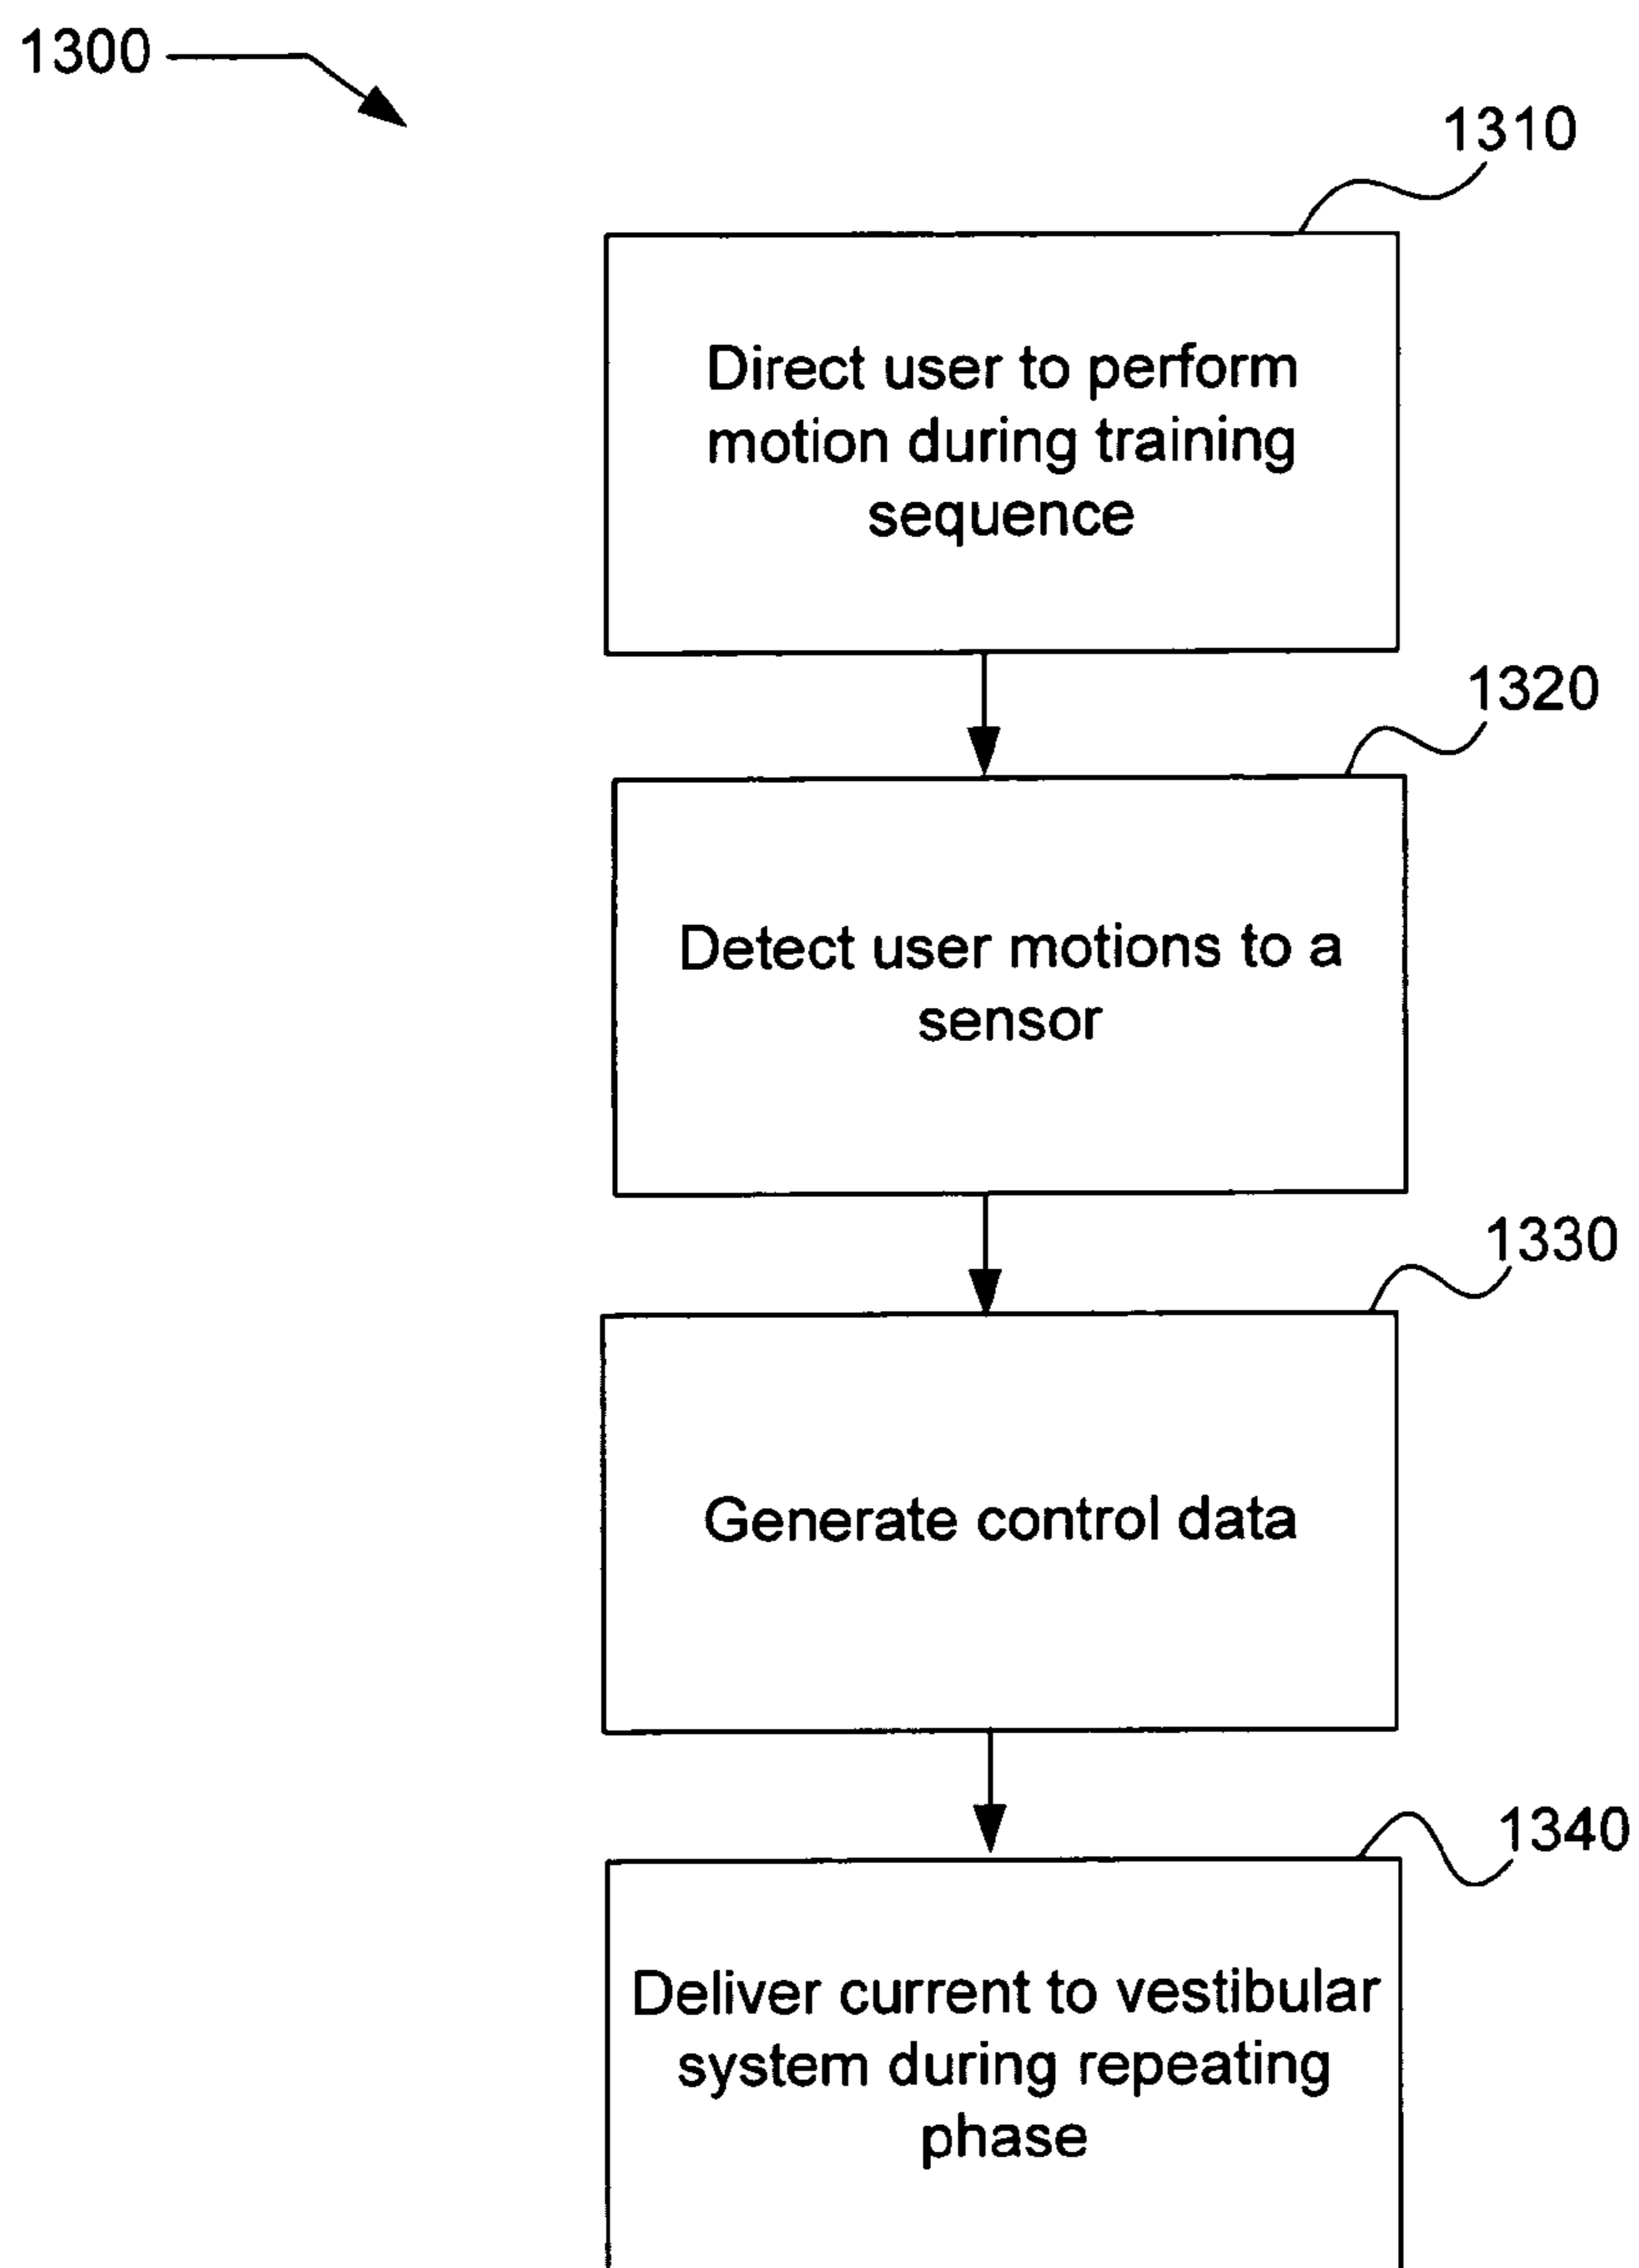 1300
1310
Direct user to perform
motion during training
sequence
1320
Detect user motions to a
sensor
1330
Generate control data
1340
Deliver current to vestibular
system during repeating
phase